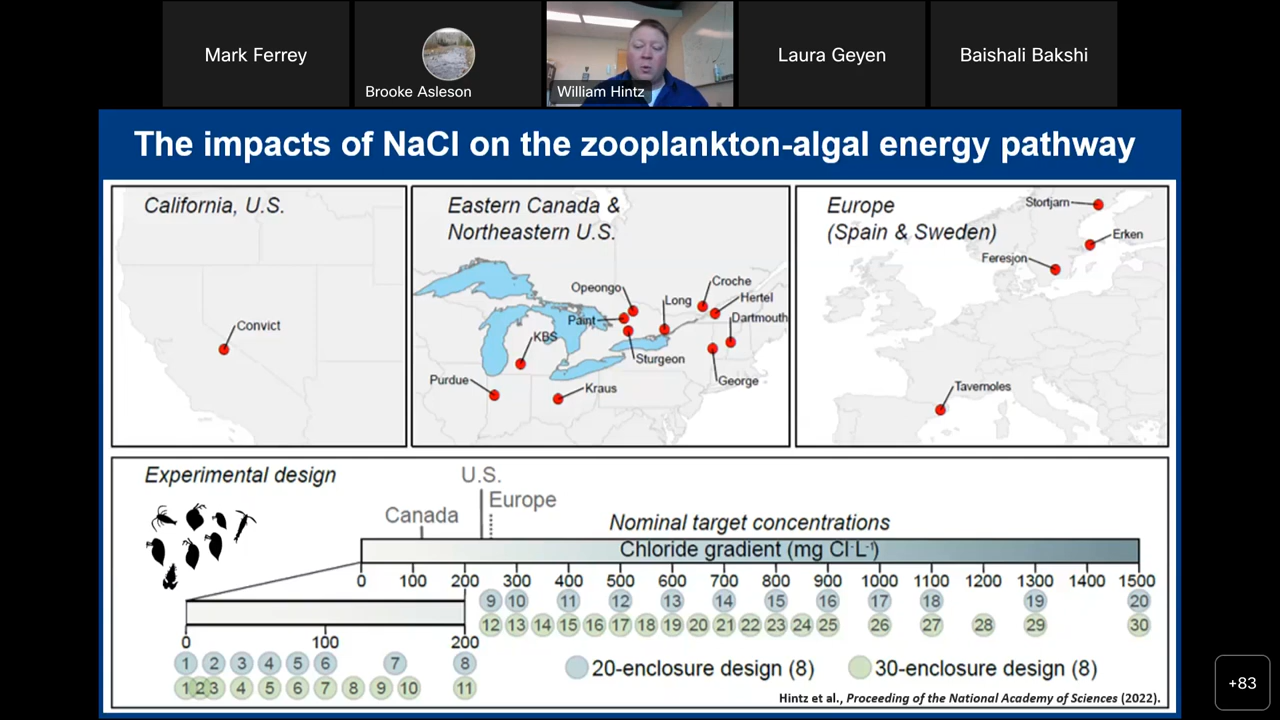 Mark Ferrey
Brooke Asleson
William Hintz
Laura Geyen
Baishali Bakshi
The impacts of NaCl on the zooplankton-algal energy pathway
California, U.S.
Convict
Eastern Canada &
Northeastern U.S.
Opeongo
Croche
Long
Hertel
Paint
Dartmouth
KBS
Sturgeon
Purdue
Kraus
George
Europe
(Spain & Sweden)
Stortjarn
Erken
Feresjon
Tavernoles
Experimental design
U.S.
Europe
Canada
Nominal target concentrations
Chloride gradient (mg Cl⁻L⁻¹)
0 100 200 300 400 500 600 700 800 900 1000 1100 1200 1300 1400 1500
9 10 11 12 13 14 15 16 17 18 19 20
12 13 14 15 16 17 18 19 20 21 22 23 24 25 26 27 28 29 30
0 100 200
1 2 3 4 5 6 7 8
1 2 3 4 5 6 7 8 9 10 11
20-enclosure design (8)
30-enclosure design (8)
Hintz et al., Proceeding of the National Academy of Sciences (2022).
+83